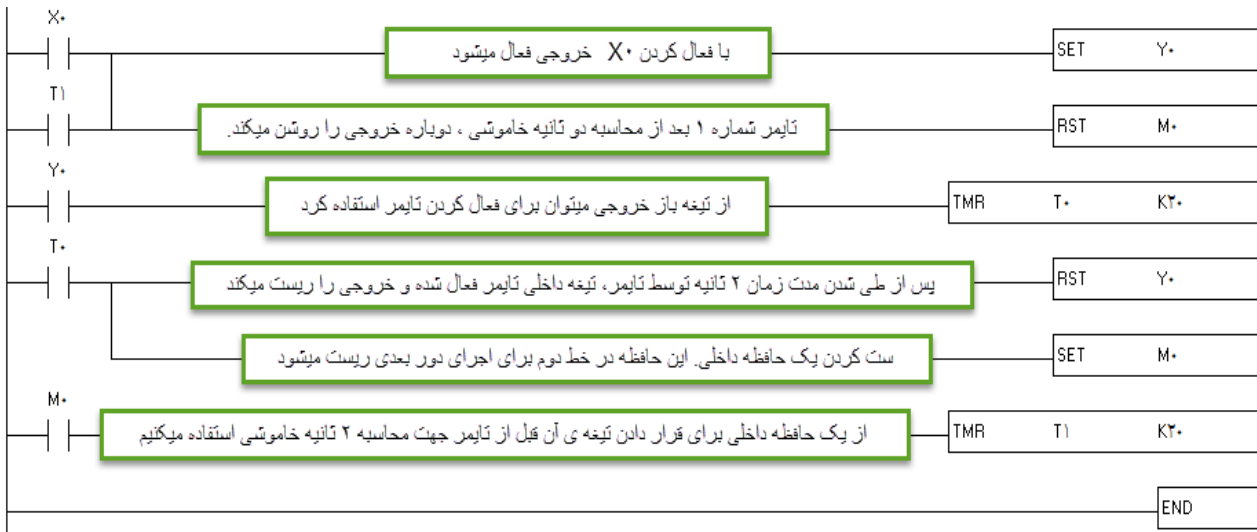 X۰
با فعال کردن X۰ خروجی فعال میشود
SET Y۰
T۱
تایمر شماره ۱ بعد از محاسبه دو ثانیه خاموشی ، دوباره خروجی را روشن میکند.
RST M۰
Y۰
از تیغه باز خروجی میتوان برای فعال کردن تایمر استفاده کرد
TMR T۰ K۲۰
T۰
پس از طی شدن مدت زمان ۲ ثانیه توسط تایمر، تیغه داخلی تایمر فعال شده و خروجی را ریست میکند
RST Y۰
ست کردن یک حافظه داخلی. این حافظه در خط دوم برای اجرای دور بعدی ریست میشود
SET M۰
M۰
از یک حافظه داخلی برای قرار دادن تیغه ی آن قبل از تایمر جهت محاسبه ۲ ثانیه خاموشی استفاده میکنیم
TMR T۱ K۲۰
END